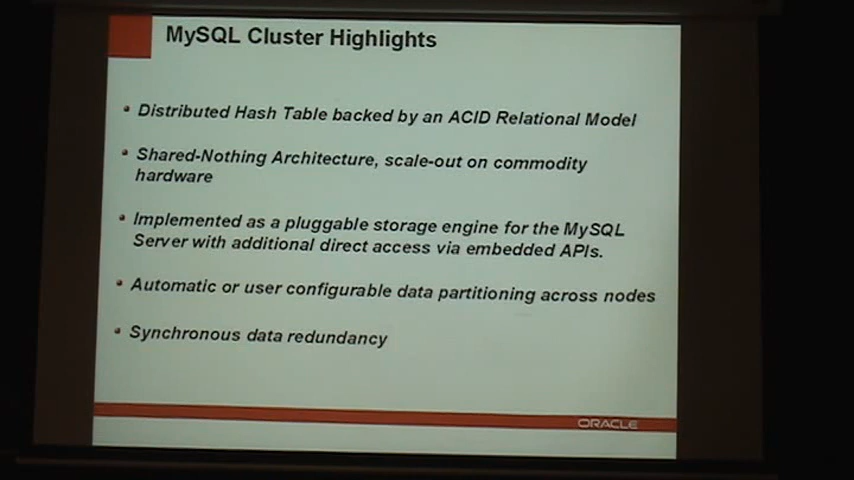 MySQL Cluster Highlights
• Distributed Hash Table backed by an ACID Relational Model
• Shared-Nothing Architecture, scale-out on commodity
hardware
• Implemented as a pluggable storage engine for the MySQL
Server with additional direct access via embedded APIs.
• Automatic or user configurable data partitioning across nodes
• Synchronous data redundancy
ORACLE